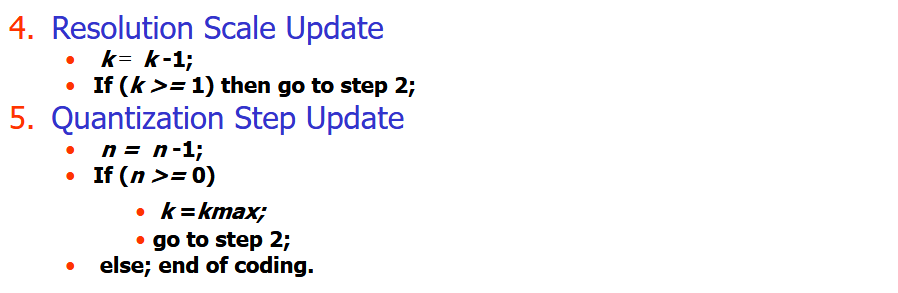 4. Resolution Scale Update
• k= k-1;
• If (k >= 1) then go to step 2;
5. Quantization Step Update
• n = n-1;
• If (n >= 0)
• k =kmax;
• go to step 2;
• else; end of coding.